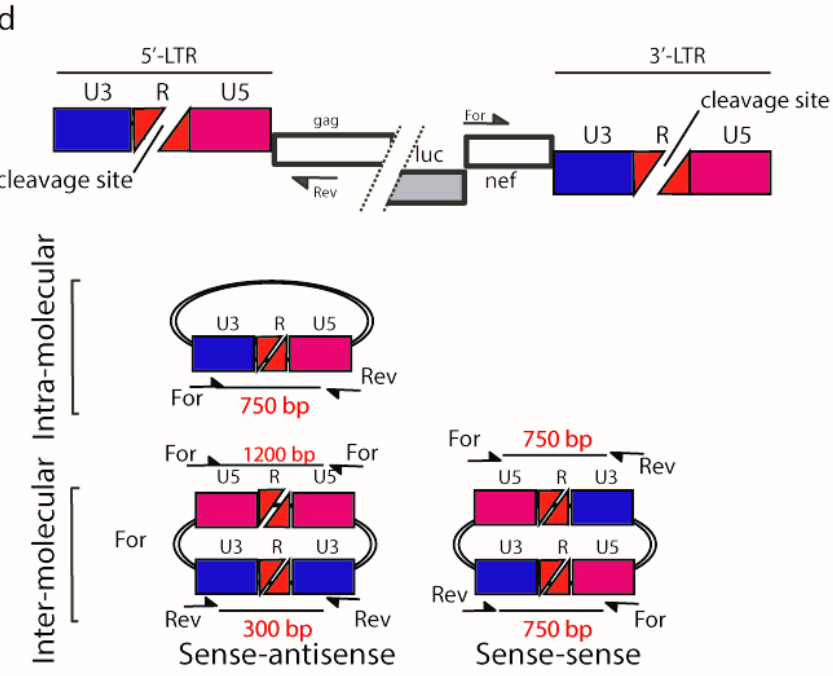 d
5'-LTR
3'-LTR
U3 R U5
cleavage site
gag
For
luc
nef
Rev
cleavage site
U3 R U5
Intra-molecular
U3 R U5
For
Rev
750 bp
Inter-molecular
For 1200 bp For
U5 R U5
For
U3 R U3
Rev
Rev
300 bp
Sense-antisense
For 750 bp
Rev
U5 R U3
U3 R U5
Rev
For
750 bp
Sense-sense